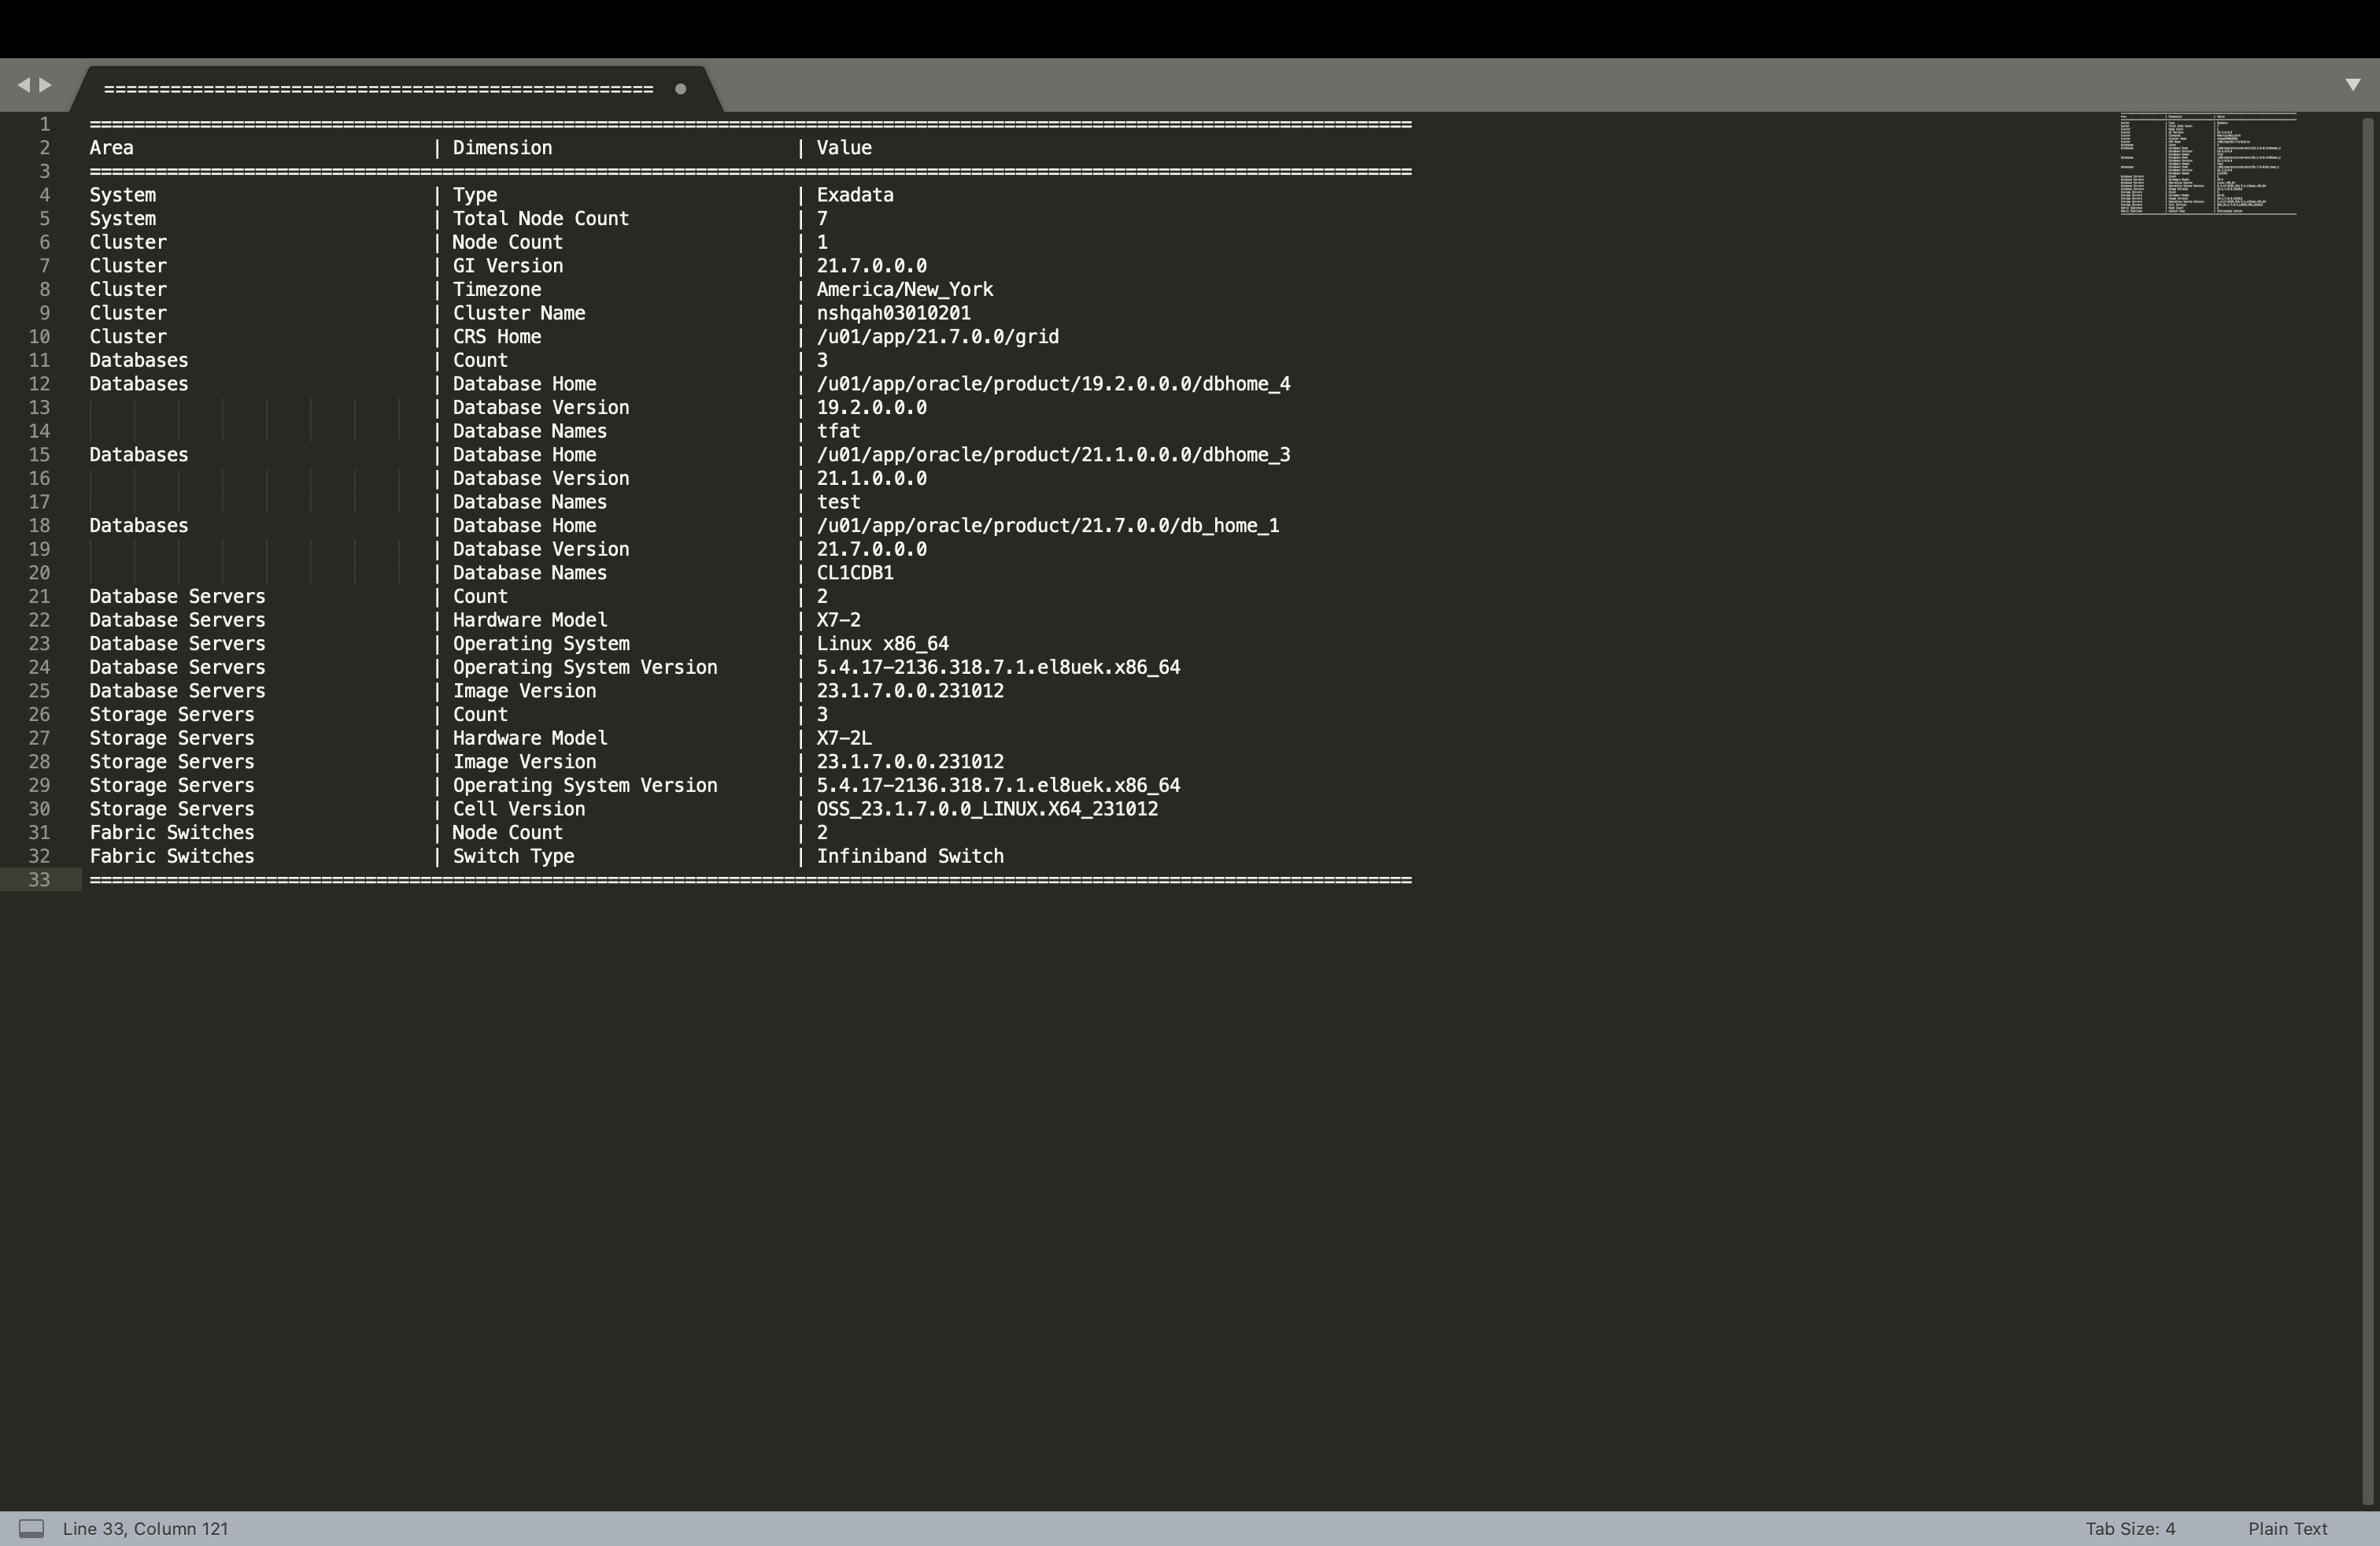 ================================================== ●
1 ========================================================================================================================
2 Area | Dimension | Value
3 ========================================================================================================================
4 System | Type | Exadata
5 System | Total Node Count | 7
6 Cluster | Node Count | 1
7 Cluster | GI Version | 21.7.0.0.0
8 Cluster | Timezone | America/New_York
9 Cluster | Cluster Name | nshqah03010201
10 Cluster | CRS Home | /u01/app/21.7.0.0/grid
11 Databases | Count | 3
12 Databases | Database Home | /u01/app/oracle/product/19.2.0.0.0/dbhome_4
13 | Database Version | 19.2.0.0.0
14 | Database Names | tfat
15 Databases | Database Home | /u01/app/oracle/product/21.1.0.0.0/dbhome_3
16 | Database Version | 21.1.0.0.0
17 | Database Names | test
18 Databases | Database Home | /u01/app/oracle/product/21.7.0.0/db_home_1
19 | Database Version | 21.7.0.0.0
20 | Database Names | CL1CDB1
21 Database Servers | Count | 2
22 Database Servers | Hardware Model | X7-2
23 Database Servers | Operating System | Linux x86_64
24 Database Servers | Operating System Version | 5.4.17-2136.318.7.1.el8uek.x86_64
25 Database Servers | Image Version | 23.1.7.0.0.231012
26 Storage Servers | Count | 3
27 Storage Servers | Hardware Model | X7-2L
28 Storage Servers | Image Version | 23.1.7.0.0.231012
29 Storage Servers | Operating System Version | 5.4.17-2136.318.7.1.el8uek.x86_64
30 Storage Servers | Cell Version | OSS_23.1.7.0.0_LINUX.X64_231012
31 Fabric Switches | Node Count | 2
32 Fabric Switches | Switch Type | Infiniband Switch
33 ========================================================================================================================
Line 33, Column 121 Tab Size: 4 Plain Text